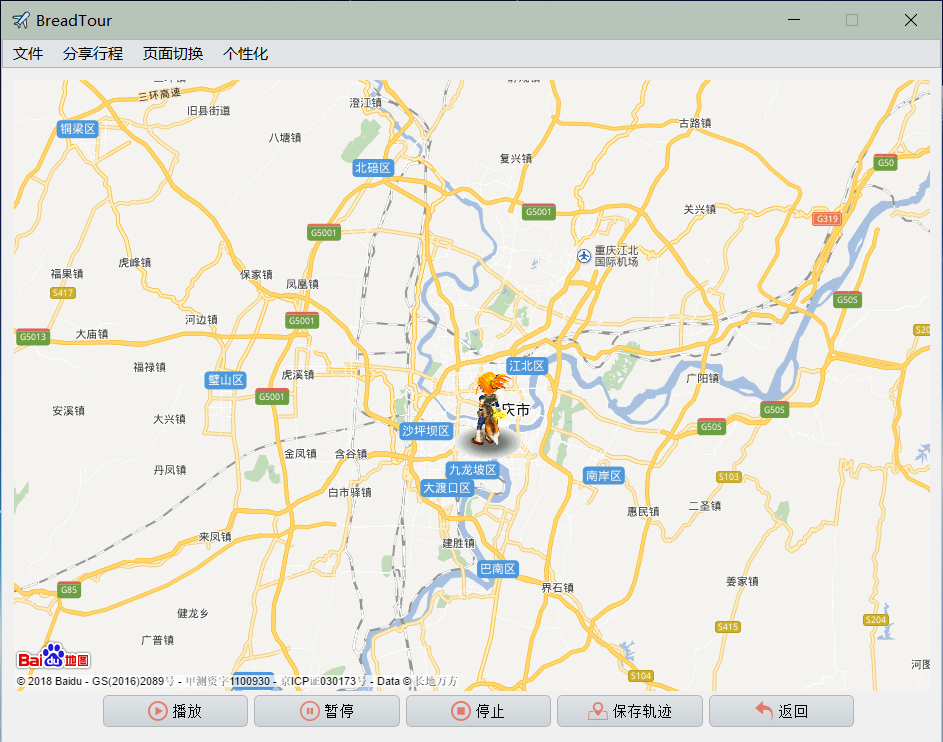 BreadTour
文件 分享行程 页面切换 个性化
三环高速
旧县街道
澄江镇
铜梁区
八塘镇
古路镇
复兴镇
北碚区
G50
G5001
关兴镇
G319
G5001
重庆江北
国际机场
虎峰镇
福果镇
保家镇
凤凰镇
S417
G50S
河边镇
G5001
大庙镇
G5013
福禄镇
江北区
虎溪镇
璧山区
广阳镇
G5001
安溪镇
庆市
G50S
大兴镇
G50S
沙坪坝区
金凤镇
含谷镇
丹凤镇
九龙坡区
南岸区
S103
大渡口区
白市驿镇
二圣镇
惠民镇
来凤镇
建胜镇
巴南区
姜家镇
界石镇
G85
健龙乡
S204
S415
广普镇
S104
Bai du 地图
© 2018 Baidu - GS(2016)2089号 - 甲测资字1100930 - 京ICP证030173号 - Data © 长地万方
播放 暂停 停止 保存轨迹 返回